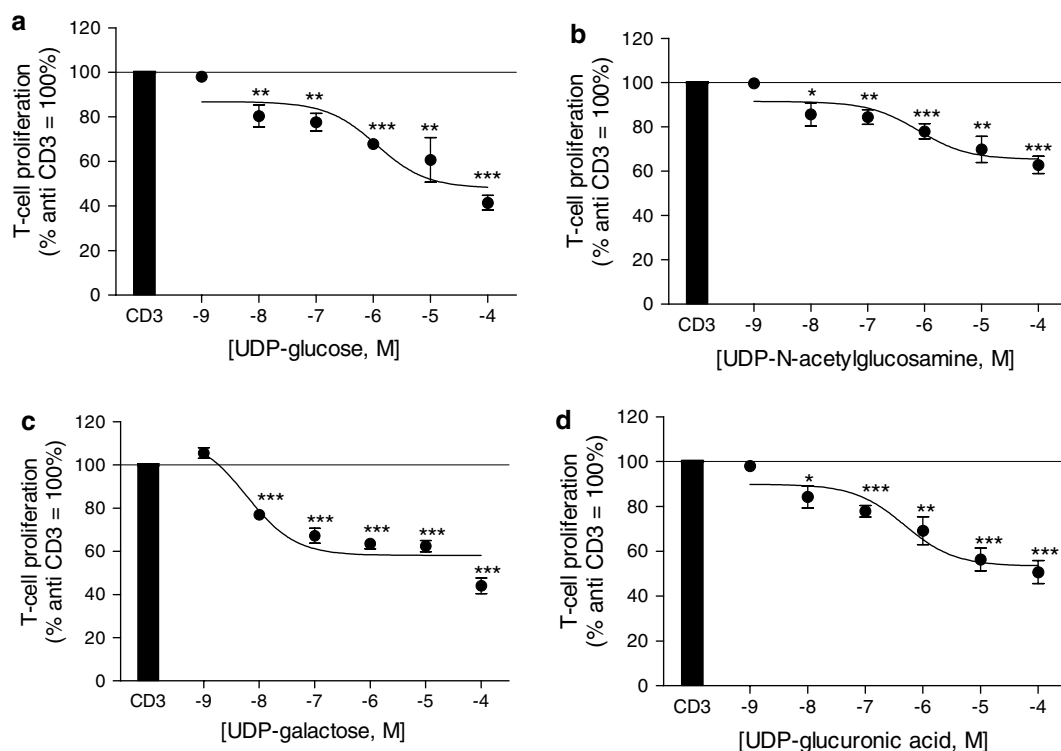 a
T-cell proliferation
(% anti CD3 = 100%)
120
100
80
60
40
20
0
** ** *** ** ***
CD3 -9 -8 -7 -6 -5 -4
[UDP-glucose, M]
b
T-cell proliferation
(% anti CD3 = 100%)
120
100
80
60
40
20
0
* ** *** ** ***
CD3 -9 -8 -7 -6 -5 -4
[UDP-N-acetylglucosamine, M]
c
T-cell proliferation
(% anti CD3 = 100%)
120
100
80
60
40
20
0
*** *** *** *** ***
CD3 -9 -8 -7 -6 -5 -4
[UDP-galactose, M]
d
T-cell proliferation
(% anti CD3 = 100%)
120
100
80
60
40
20
0
* *** ** *** ***
CD3 -9 -8 -7 -6 -5 -4
[UDP-glucuronic acid, M]